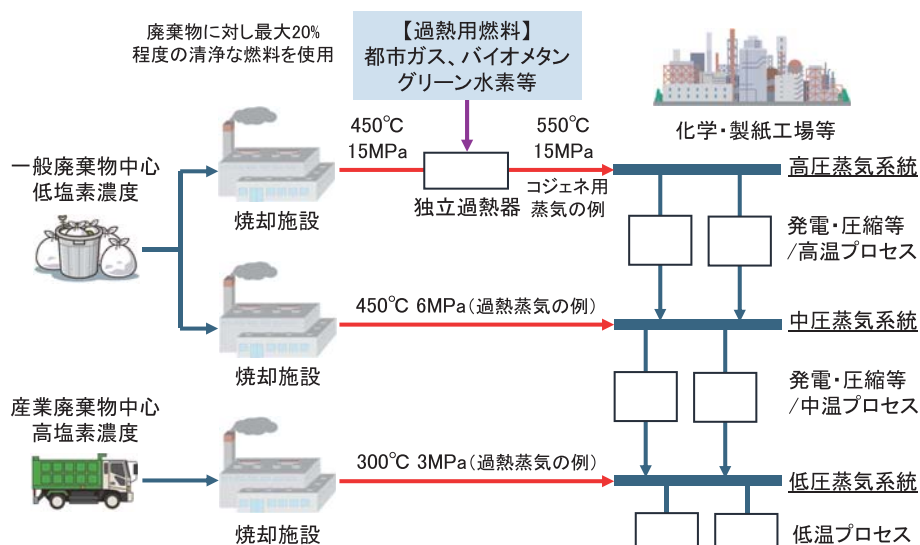 廃棄物に対し最大20%
程度の清浄な燃料を使用
【過熱用燃料】
都市ガス、バイオメタン
グリーン水素等
化学・製紙工場等
一般廃棄物中心
低塩素濃度
焼却施設
450℃
15MPa
独立過熱器
550℃
15MPa
コジェネ用
蒸気の例
高圧蒸気系統
発電・圧縮等
/高温プロセス
焼却施設
450℃ 6MPa(過熱蒸気の例)
中圧蒸気系統
発電・圧縮等
/中温プロセス
産業廃棄物中心
高塩素濃度
焼却施設
300℃ 3MPa(過熱蒸気の例)
低圧蒸気系統
低温プロセス